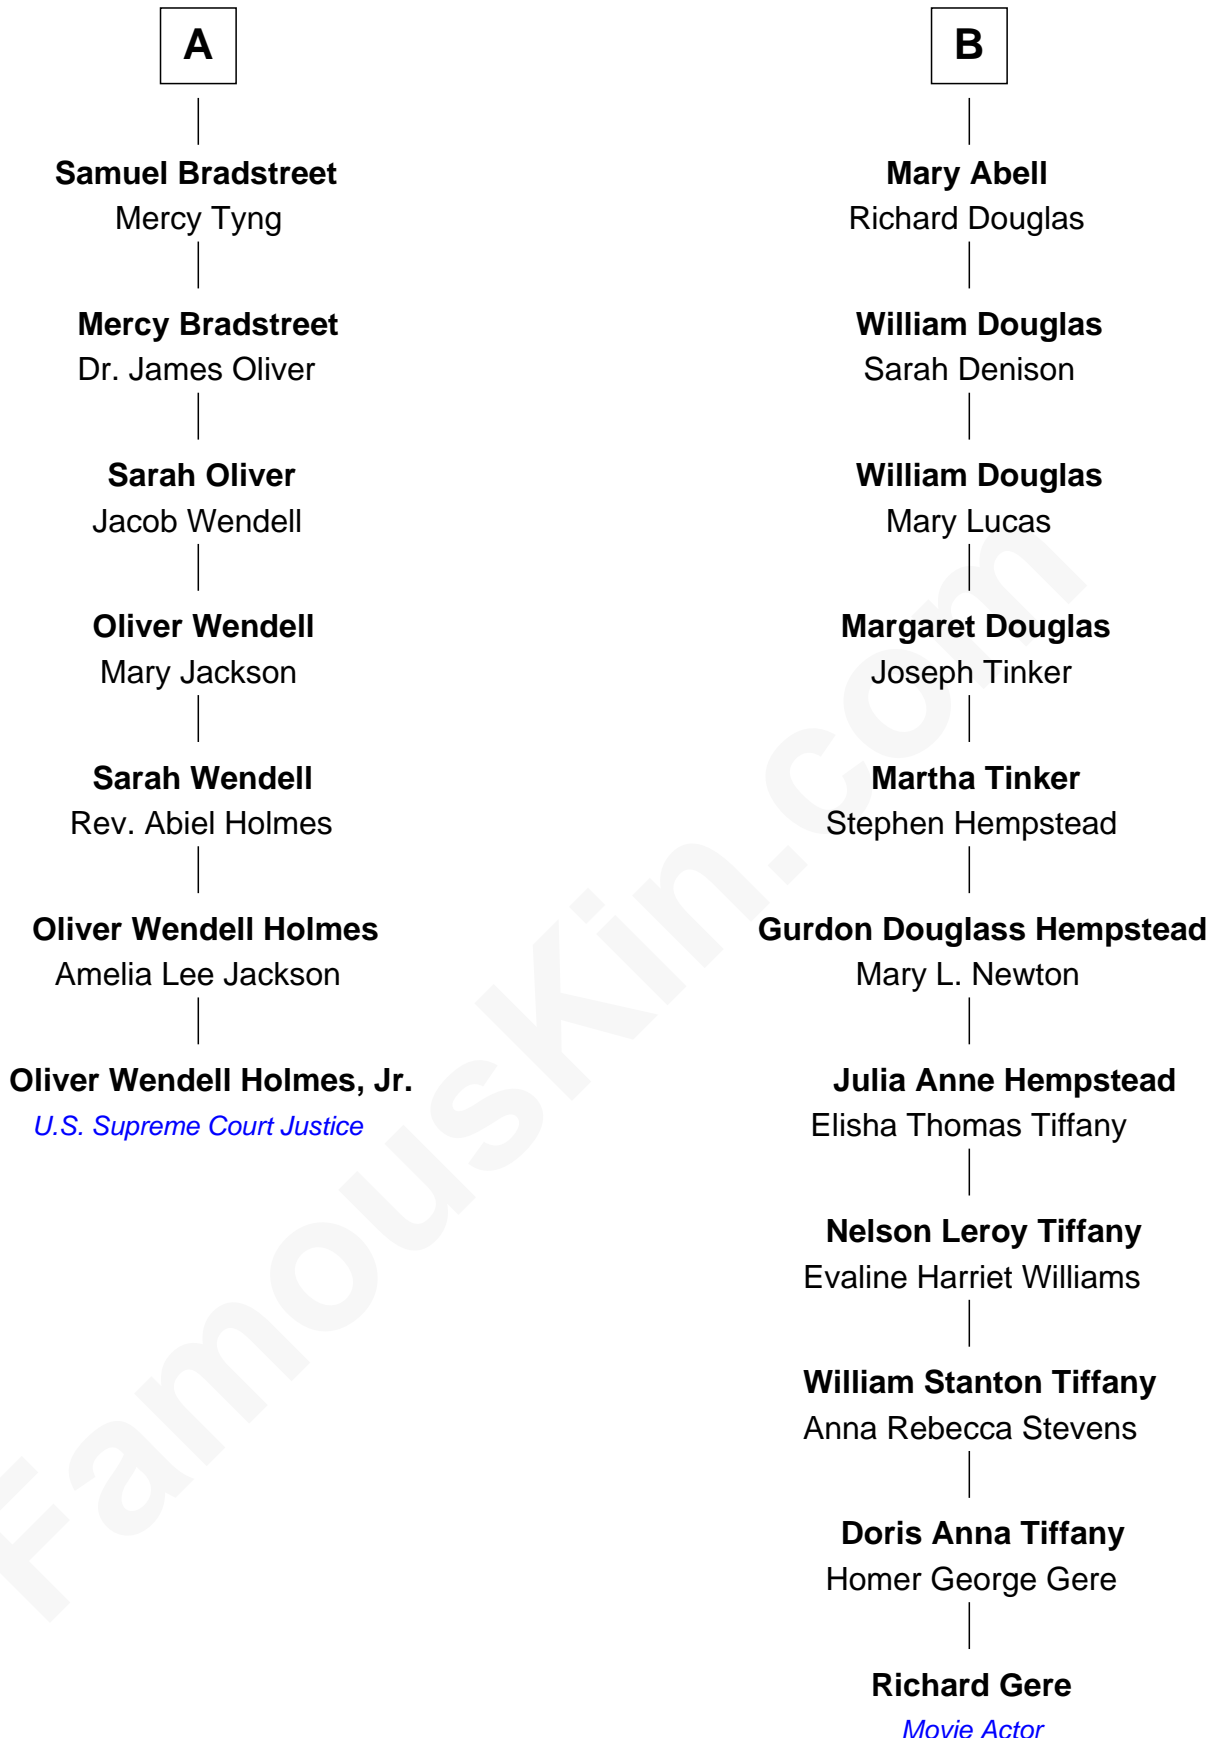 A
Samuel Bradstreet
Mercy Tyng
Mercy Bradstreet
Dr. James Oliver
Sarah Oliver
Jacob Wendell
Oliver Wendell
Mary Jackson
Sarah Wendell
Rev. Abiel Holmes
Oliver Wendell Holmes
Amelia Lee Jackson
Oliver Wendell Holmes, Jr.
U.S. Supreme Court Justice
B
Mary Abell
Richard Douglas
William Douglas
Sarah Denison
William Douglas
Mary Lucas
Margaret Douglas
Joseph Tinker
Martha Tinker
Stephen Hempstead
Gurdon Douglass Hempstead
Mary L. Newton
Julia Anne Hempstead
Elisha Thomas Tiffany
Nelson Leroy Tiffany
Evaline Harriet Williams
William Stanton Tiffany
Anna Rebecca Stevens
Doris Anna Tiffany
Homer George Gere
Richard Gere
Movie Actor
FamousKin.com